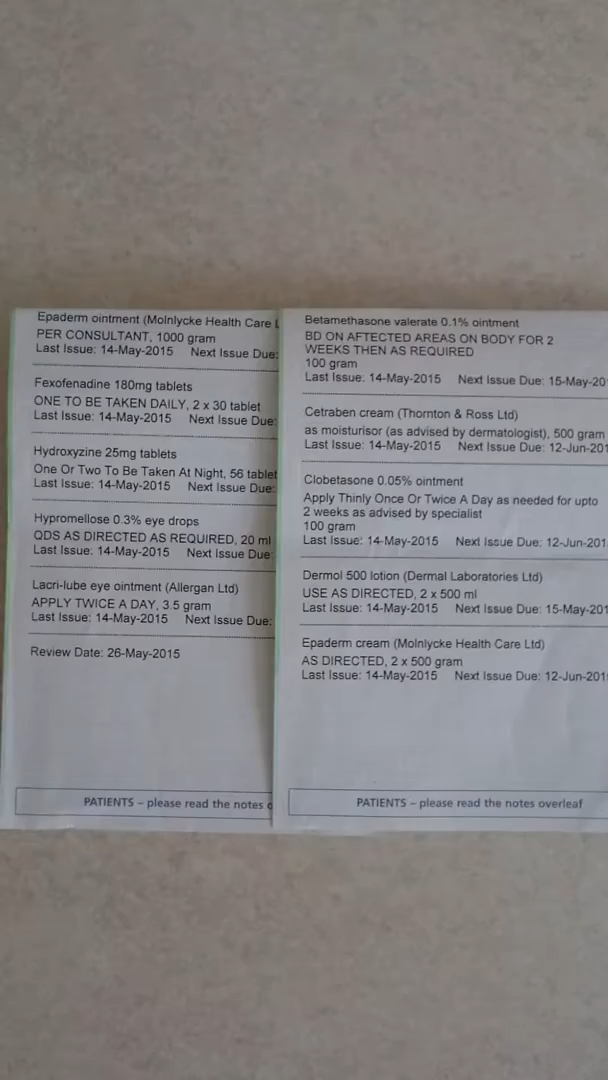 Epaderm ointment (Molnlycke Health Care
PER CONSULTANT, 1000 gram
Last Issue: 14-May-2015 Next Issue Due:
Fexofenadine 180mg tablets
ONE TO BE TAKEN DAILY, 2 x 30 tablet
Last Issue: 14-May-2015 Next Issue Due:
Hydroxyzine 25mg tablets
One Or Two To Be Taken At Night, 56 tablet
Last Issue: 14-May-2015 Next Issue Due:
Hypromellose 0.3% eye drops
QDS AS DIRECTED AS REQUIRED, 20 ml
Last Issue: 14-May-2015 Next Issue Due
Lacri-lube eye ointment (Allergan Ltd)
APPLY TWICE A DAY, 3.5 gram
Last Issue: 14-May-2015 Next Issue Due:
Review Date: 26-May-2015
PATIENTS – please read the notes
Betamethasone valerate 0.1% ointment
BD ON AFTECTED AREAS ON BODY FOR 2
WEEKS THEN AS REQUIRED
100 gram
Last Issue: 14-May-2015 Next Issue Due: 15-May-20
Cetraben cream (Thornton & Ross Ltd)
as moisturisor (as advised by dermatologist), 500 gram
Last Issue: 14-May-2015 Next Issue Due: 12-Jun-201
Clobetasone 0.05% ointment
Apply Thinly Once Or Twice A Day as needed for upto
2 weeks as advised by specialist
100 gram
Last Issue: 14-May-2015 Next Issue Due: 12-Jun-201
Dermol 500 lotion (Dermal Laboratories Ltd)
USE AS DIRECTED, 2 x 500 ml
Last Issue: 14-May-2015 Next Issue Due: 15-May-201
Epaderm cream (Molnlycke Health Care Ltd)
AS DIRECTED, 2 x 500 gram
Last Issue: 14-May-2015 Next Issue Due: 12-Jun-201
PATIENTS – please read the notes overleaf